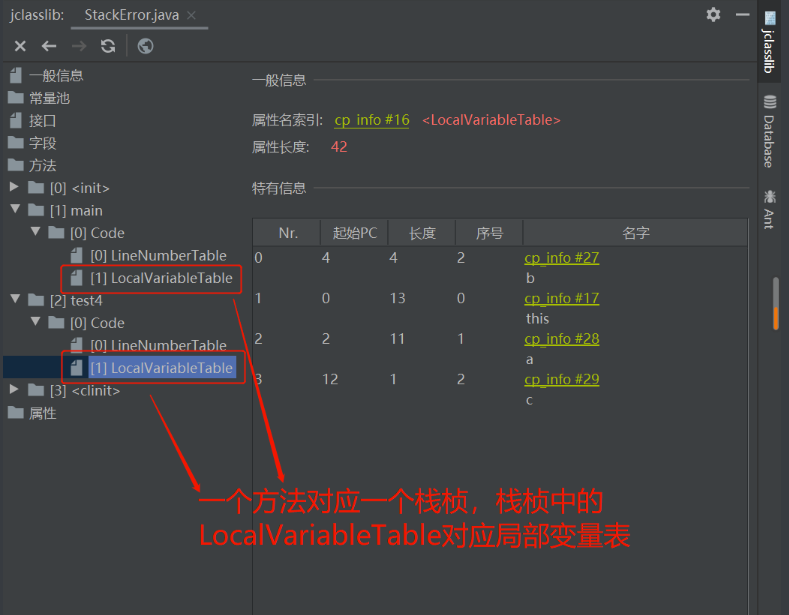 jclasslib:
StackError.java
一般信息
常量池
接口
字段
方法
[0] <init>
[1] main
[0] Code
[0] LineNumberTable
[1] LocalVariableTable
[2] test4
[0] Code
[0] LineNumberTable
[1] LocalVariableTable
[3] <clinit>
属性
一般信息
属性名索引: cp_info #16 <LocalVariableTable>
属性长度: 42
特有信息
Nr. 起始PC 长度 序号 名字
0 4 4 2 cp_info #27
b
1 0 13 0 cp_info #17
this
2 2 11 1 cp_info #28
a
3 12 1 2 cp_info #29
c
一个方法对应一个栈桢，栈桢中的
LocalVariableTable对应局部变量表
jclasslib
Database
Ant